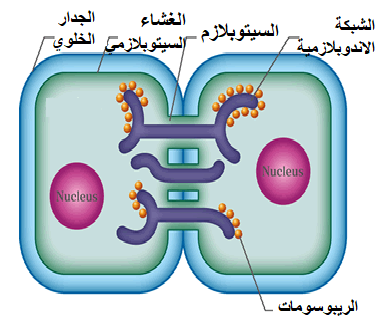 الجدار
الخلوي
الغشاء
السيتوبلازمي
السيتوبلازم
الشبكة
الاندوبلازمية
Nucleus
Nucleus
الريبوسومات